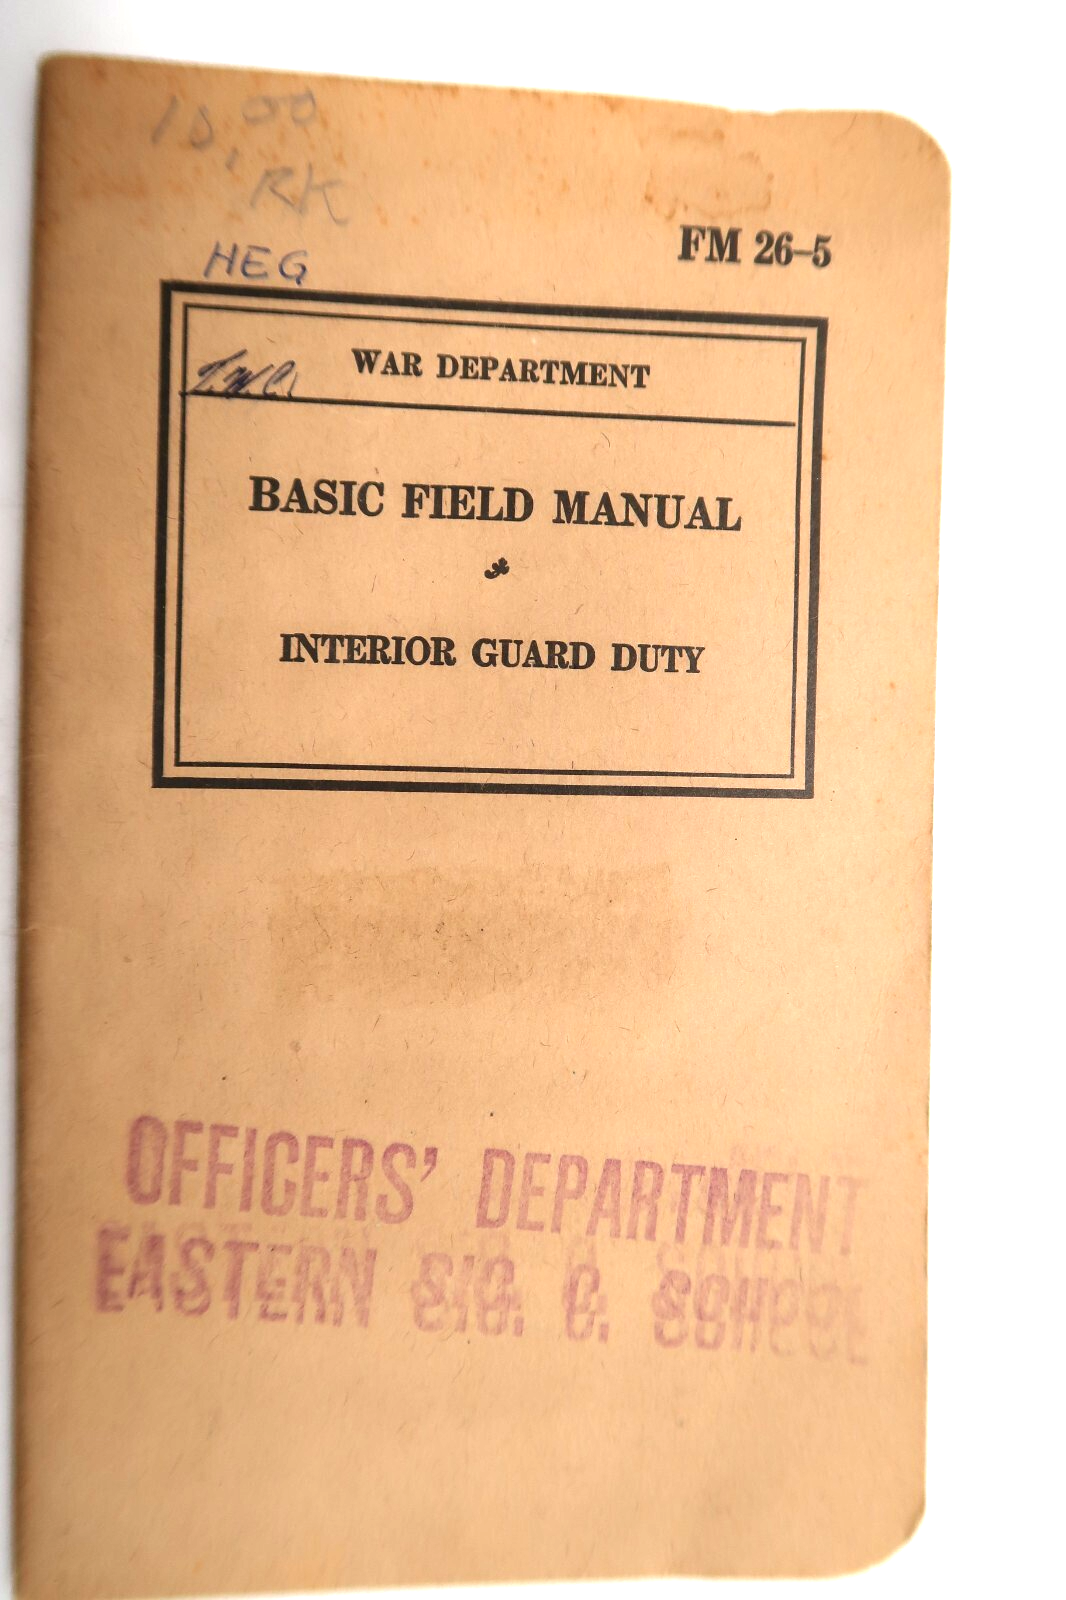 10.00
RK
HEG
FM 26-5
T.W.C.
WAR DEPARTMENT
BASIC FIELD MANUAL
INTERIOR GUARD DUTY
OFFICERS' DEPARTMENT
EASTERN SIG. C. SCHOOL